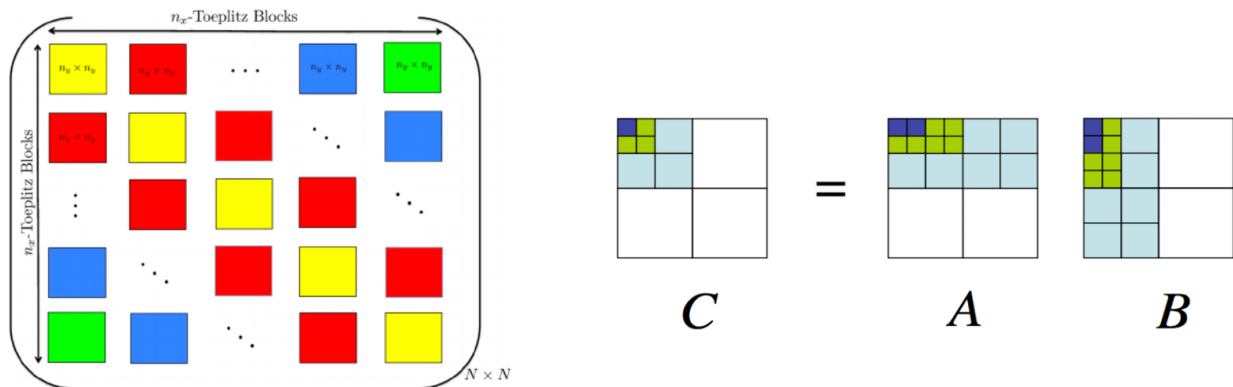 n_x-Toeplitz Blocks
n_y × n_y
n_y × n_y
· · ·
n_y × n_y
n_y × n_y
n_x-Toeplitz Blocks
n_y × n_y
N × N
=
C
A
B